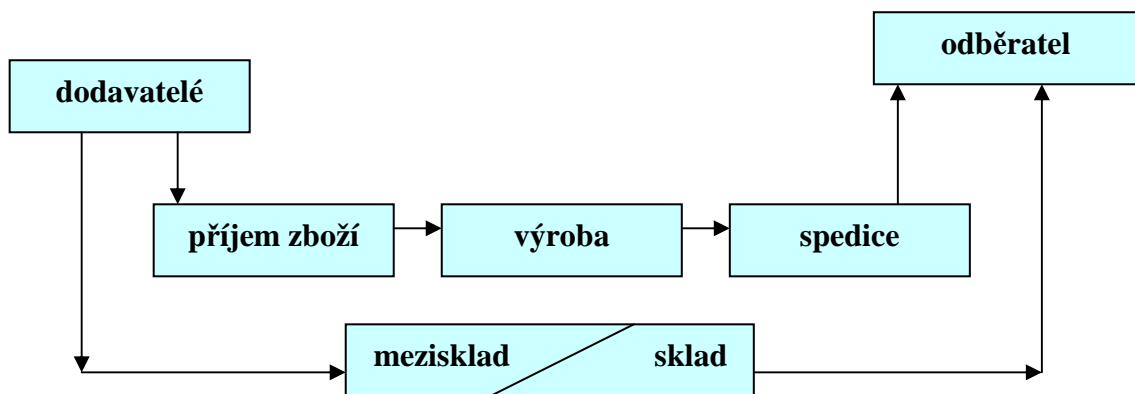 odběratel
dodavatelé
příjem zboží
výroba
spedice
mezisklad
sklad